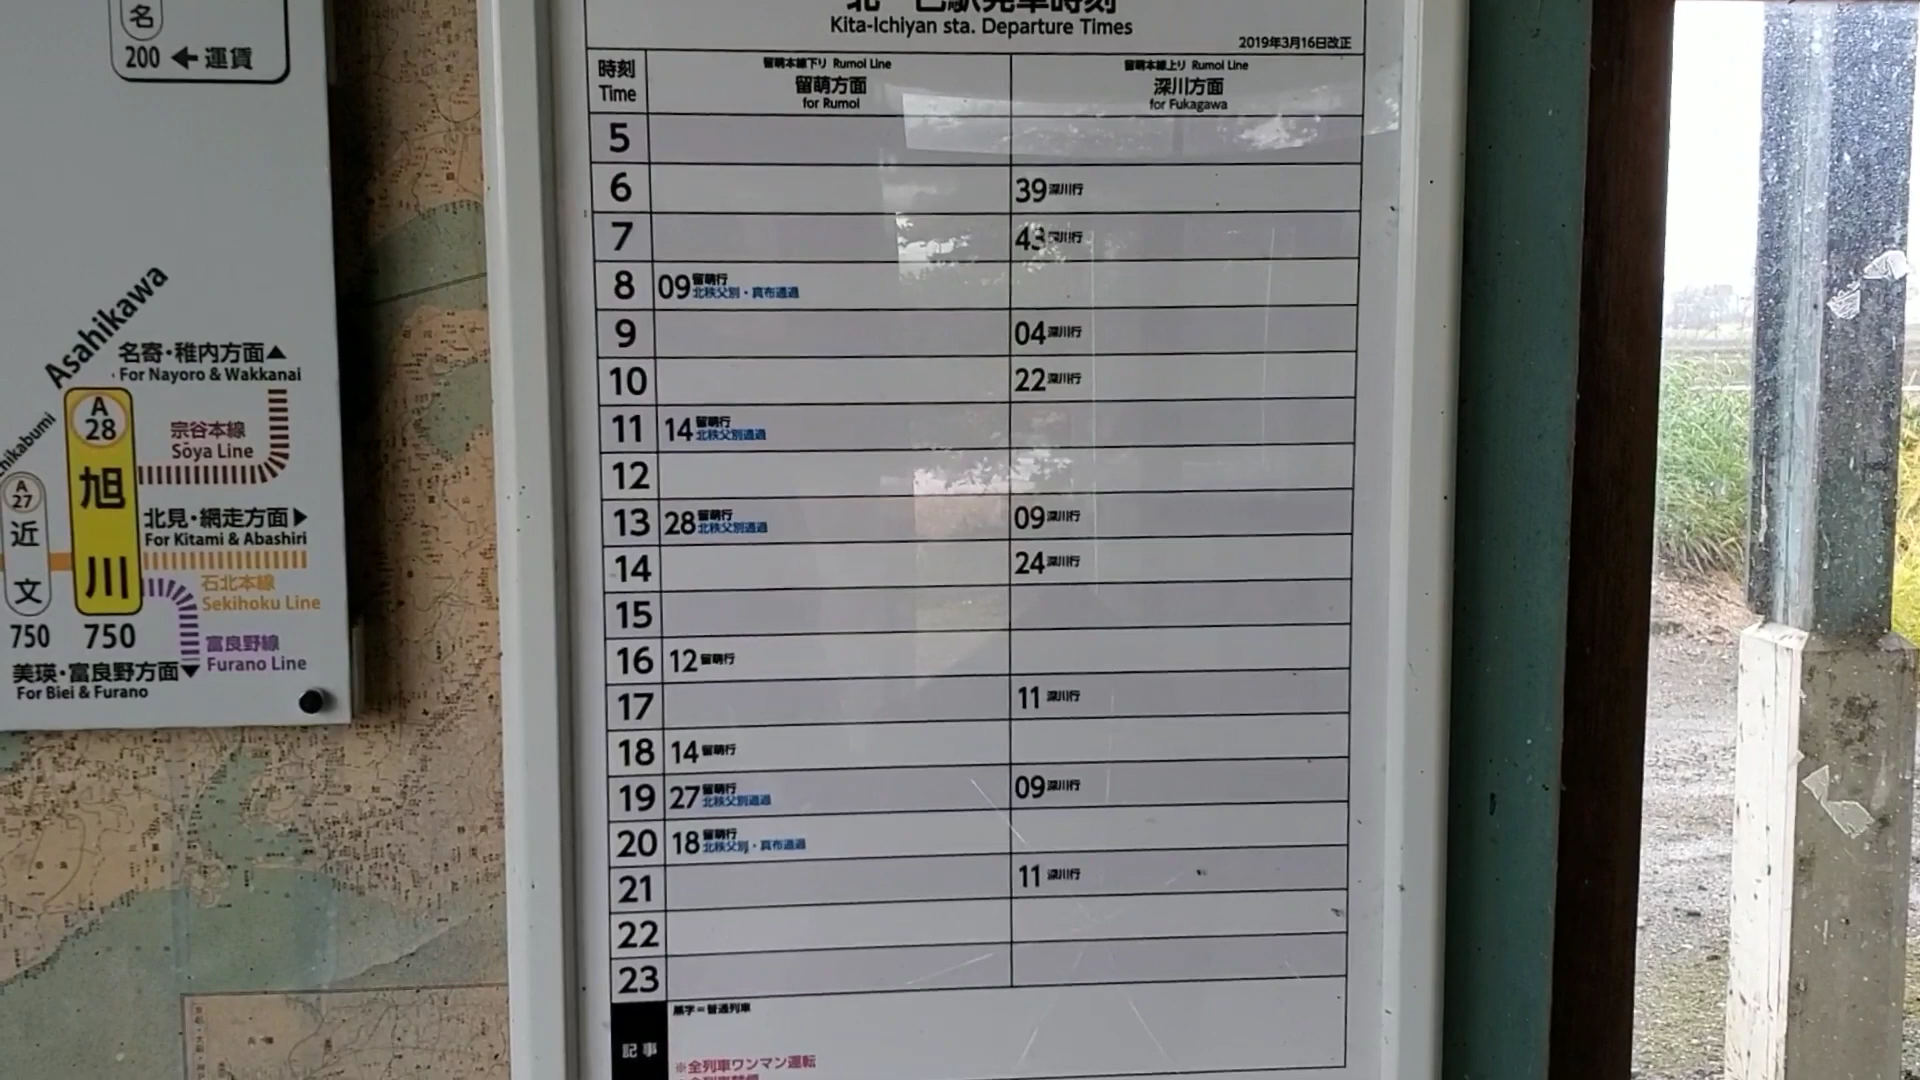 名
200 ← 運賃
Asahikawa
名寄・稚内方面▲
For Nayoro & Wakkanai
A
28
旭川
宗谷本線
Sōya Line
A
27
近文
北見・網走方面▶
For Kitami & Abashiri
石北本線
Sekihoku Line
750
750
富良野線
Furano Line
美瑛・富良野方面▼
For Biei & Furano
Kita-Ichiyan sta. Departure Times
2019年3月16日改正
時刻
Time
留萌本線下り Rumoi Line
留萌方面
for Rumoi
留萌本線上り Rumoi Line
深川方面
for Fukagawa
5
6 39 深川行
7 43 深川行
8 09 留萌行
北秩父別・真布通過
9 04 深川行
10 22 深川行
11 14 留萌行
北秩父別通過
12
13 28 留萌行 09 深川行
北秩父別通過
14 24 深川行
15
16 12 留萌行
17 11 深川行
18 14 留萌行
19 27 留萌行 09 深川行
北秩父別通過
20 18 留萌行
北秩父別・真布通過
21 11 深川行
22
23
記事
黒字=普通列車
※全列車ワンマン運転